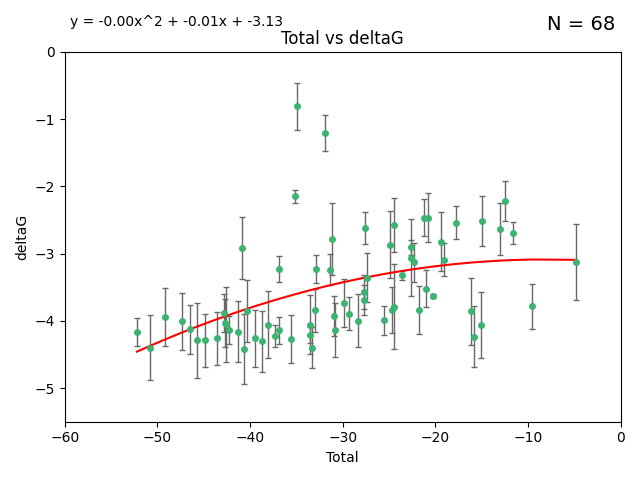 y = -0.00x^2 + -0.01x + -3.13
N = 68
Total vs deltaG
0
−1
−2
−3
−4
−5
deltaG
−60 −50 −40 −30 −20 −10 0
Total